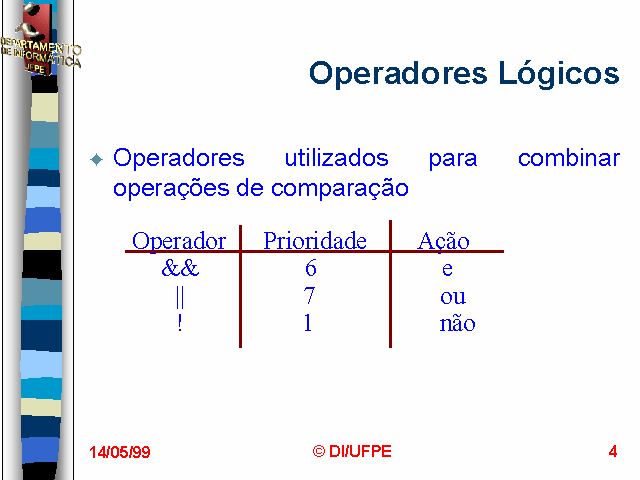 DEPARTAMENTO
DE INFORMÁTICA
UFPE
Operadores Lógicos
Operadores utilizados para combinar
operações de comparação
Operador Prioridade Ação
&& 6 e
|| 7 ou
! 1 não
14/05/99 © DI/UFPE 4